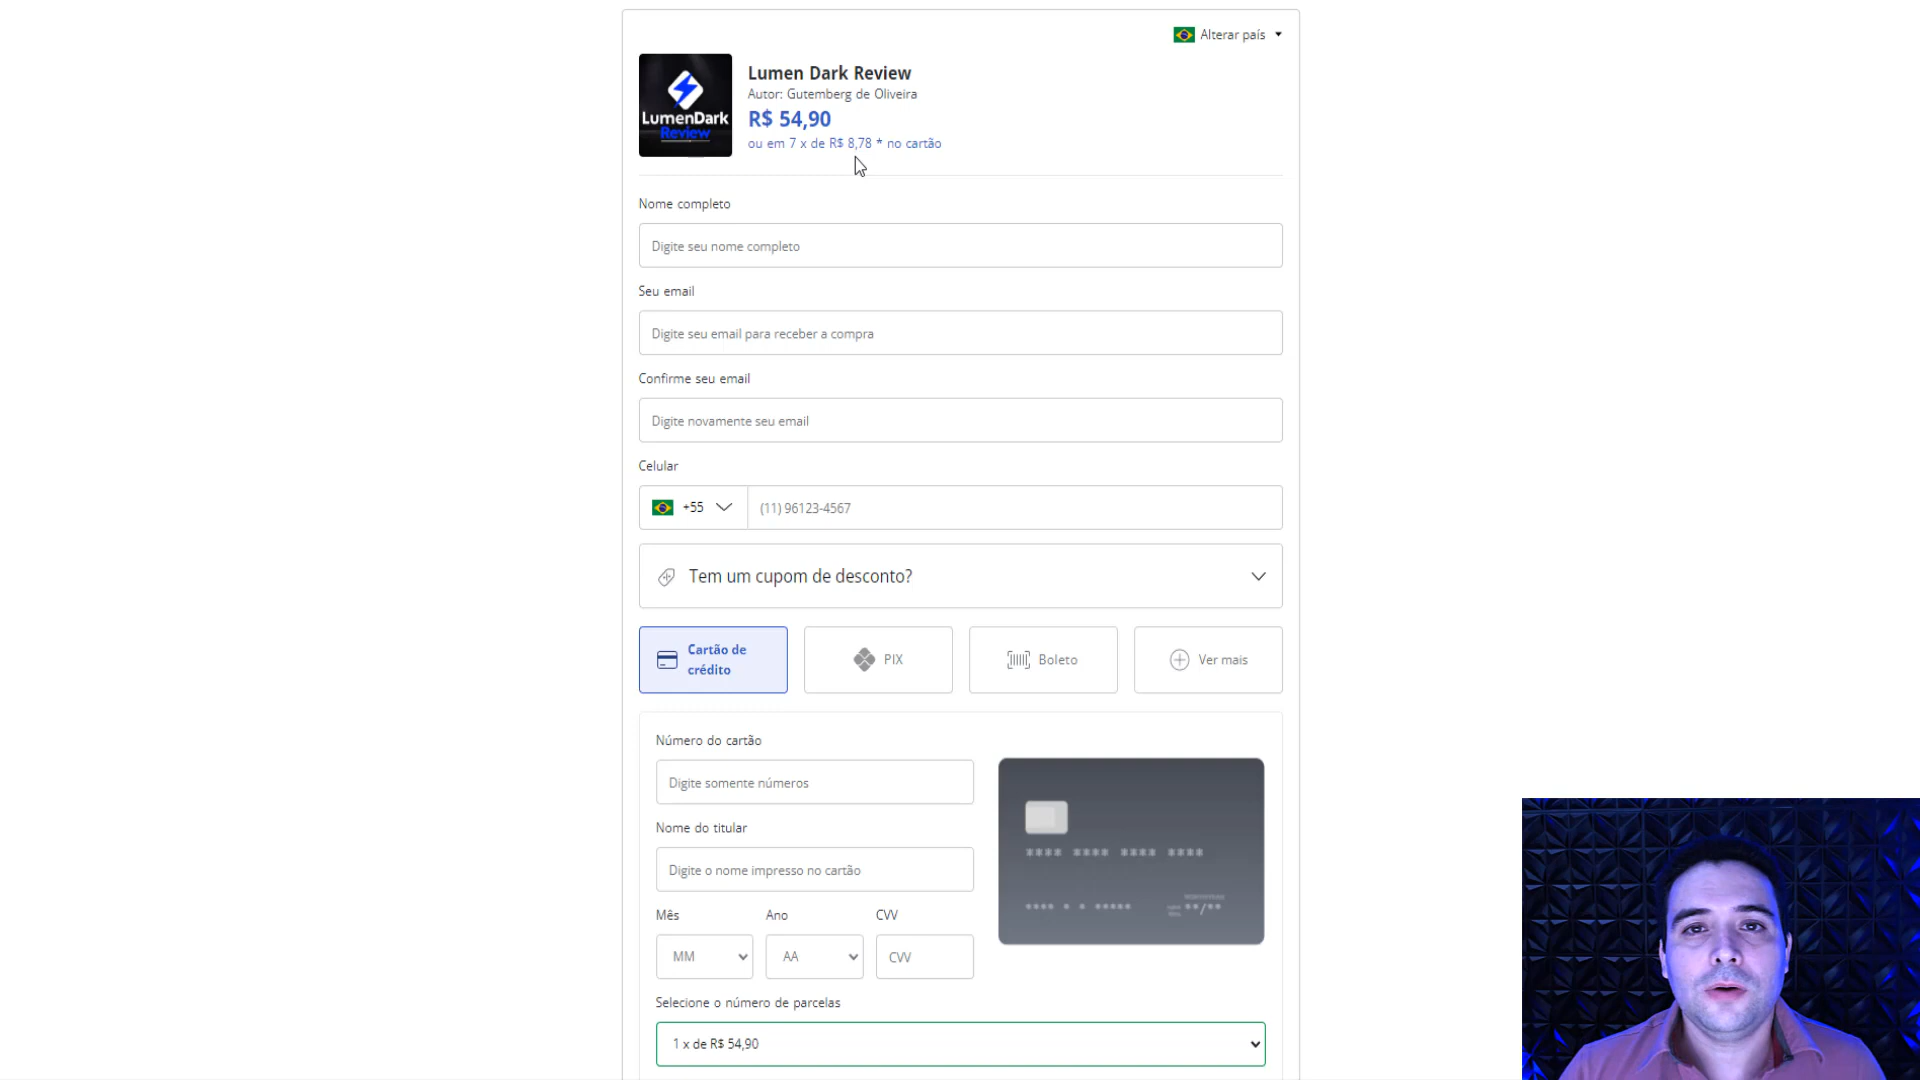 Alterar país
LumenDark
Review
Lumen Dark Review
Autor: Gutemberg de Oliveira
R$ 54,90
ou em 7 x de R$ 8,78 * no cartão
Nome completo
Digite seu nome completo
Seu email
Digite seu email para receber a compra
Confirme seu email
Digite novamente seu email
Celular
+55
(11) 96123-4567
Tem um cupom de desconto?
Cartão de
crédito
PIX
Boleto
Ver mais
Número do cartão
Digite somente números
Nome do titular
Digite o nome impresso no cartão
Mês
Ano
CVV
MM
AA
CVV
**** **** **** ****
**** * * *****
**/**
Selecione o número de parcelas
1 x de R$ 54,90